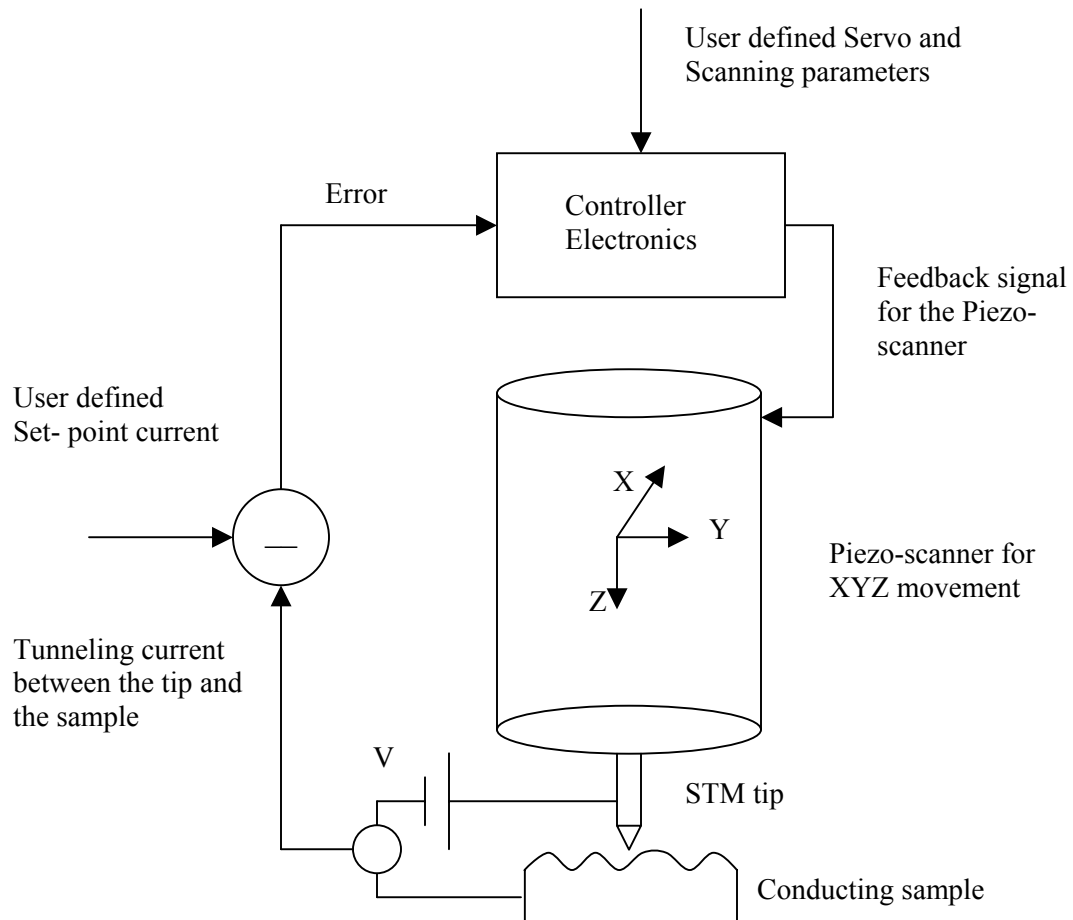 User defined Servo and
Scanning parameters
Error
Controller
Electronics
Feedback signal
for the Piezo-
scanner
User defined
Set- point current
X
Y
Z
Piezo-scanner for
XYZ movement
Tunneling current
between the tip and
the sample
V
STM tip
Conducting sample